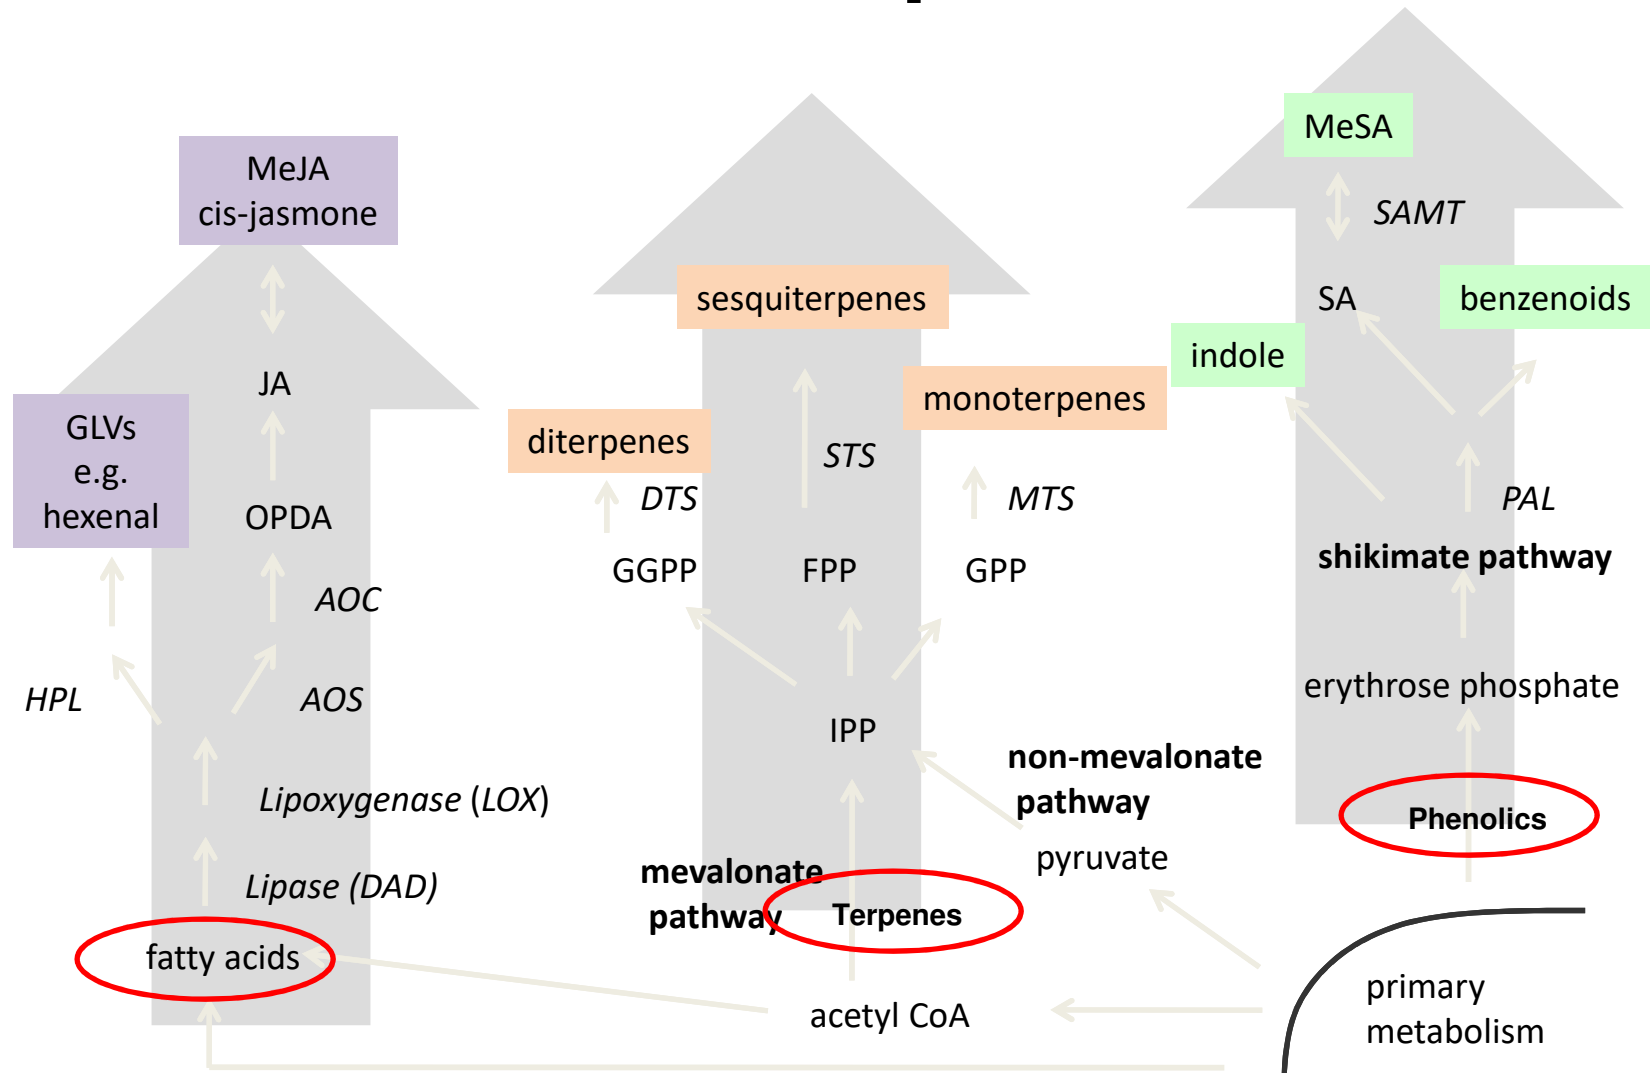 MeJA
cis-jasmone
JA
GLVs
e.g.
hexenal
OPDA
AOC
HPL
AOS
Lipoxygenase (LOX)
Lipase (DAD)
fatty acids
sesquiterpenes
monoterpenes
diterpenes
STS
DTS
MTS
GGPP
FPP
GPP
IPP
non-mevalonate
pathway
pyruvate
mevalonate
pathway
Terpenes
acetyl CoA
MeSA
SAMT
SA
benzenoids
indole
PAL
shikimate pathway
erythrose phosphate
Phenolics
primary
metabolism